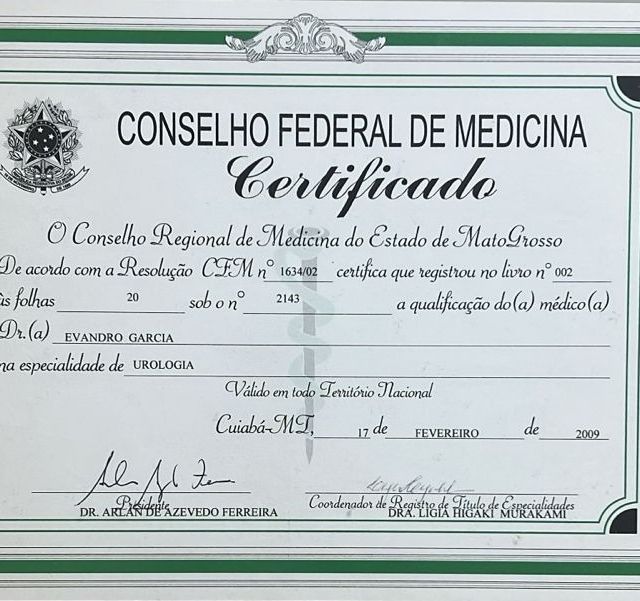 CONSELHO FEDERAL DE MEDICINA
Certificado
O Conselho Regional de Medicina do Estado de MatoGrosso
De acordo com a Resolução CFM nº 1634/02 certifica que registrou no livro nº 002
às folhas 20 sob o nº 2143 a qualificação do(a) médico(a)
Dr.(a) EVANDRO GARCIA
na especialidade de UROLOGIA
Válido em todo Território Nacional
Cuiabá-MT, 17 de FEVEREIRO de 2009
Presidente Coordenador de Registro de Título de Especialidades
DR. ARLAN DE AZEVEDO FERREIRA DRA. LIGIA HIGAKI MURAKAMI